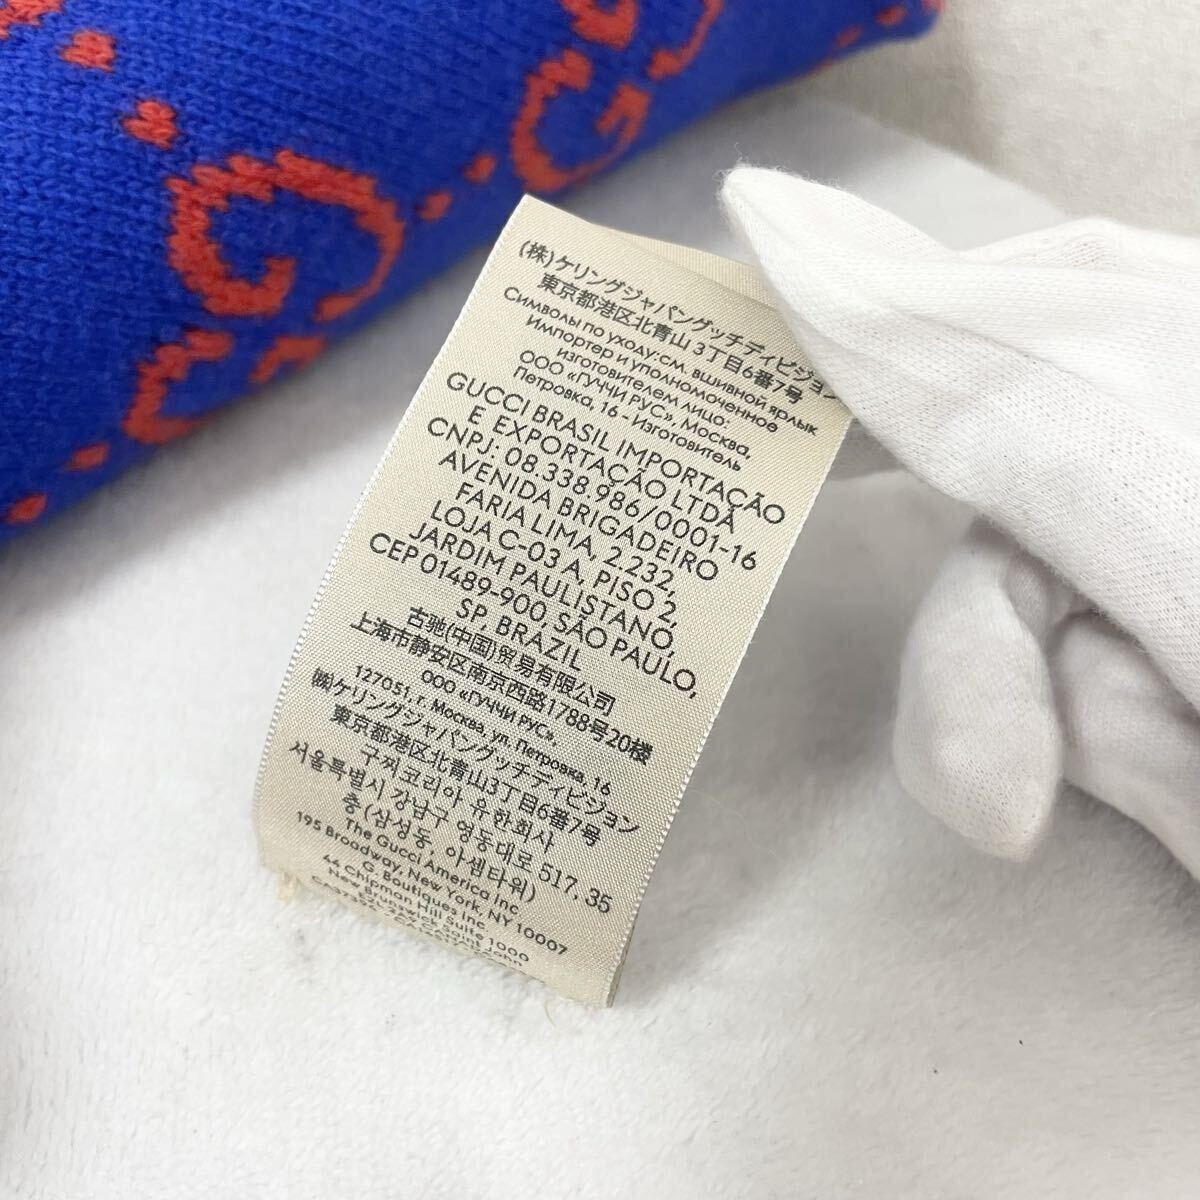 (株)ケリングジャパングッチディビジョン
東京都港区北青山 3丁目6番7号
Символы по уходу:см. вшивной ярлык
Импортер и уполномоченное
изготовителем лицо:
ООО «ГУЧЧИ РУС», Москва,
Петровка, 16 - Изготовитель
GUCCI BRASIL IMPORTAÇÃO
E EXPORTAÇÃO LTDA
CNPJ: 08.338.986/0001-16
AVENIDA BRIGADEIRO
FARIA LIMA, 2.232,
LOJA C-03 A, PISO 2,
JARDIM PAULISTANO,
CEP 01489-900, SÃO PAULO,
SP, BRAZIL
古驰(中国)贸易有限公司
上海市静安区南京西路1788号20楼
ООО «ГУЧЧИ РУС»,
127051, г. Москва, ул. Петровка, 16
㈱ケリングジャパングッチディビジョン
東京都港区北青山3丁目6番7号
구찌코리아 유한회사
서울특별시 강남구 영동대로 517, 35
층 (삼성동, 아셈타워)
The Gucci America Inc
195 Broadway, New York, NY 10007
G. Boutiques Inc.
44 Chipman Hill Suite 1000
New Brunswick Saint John